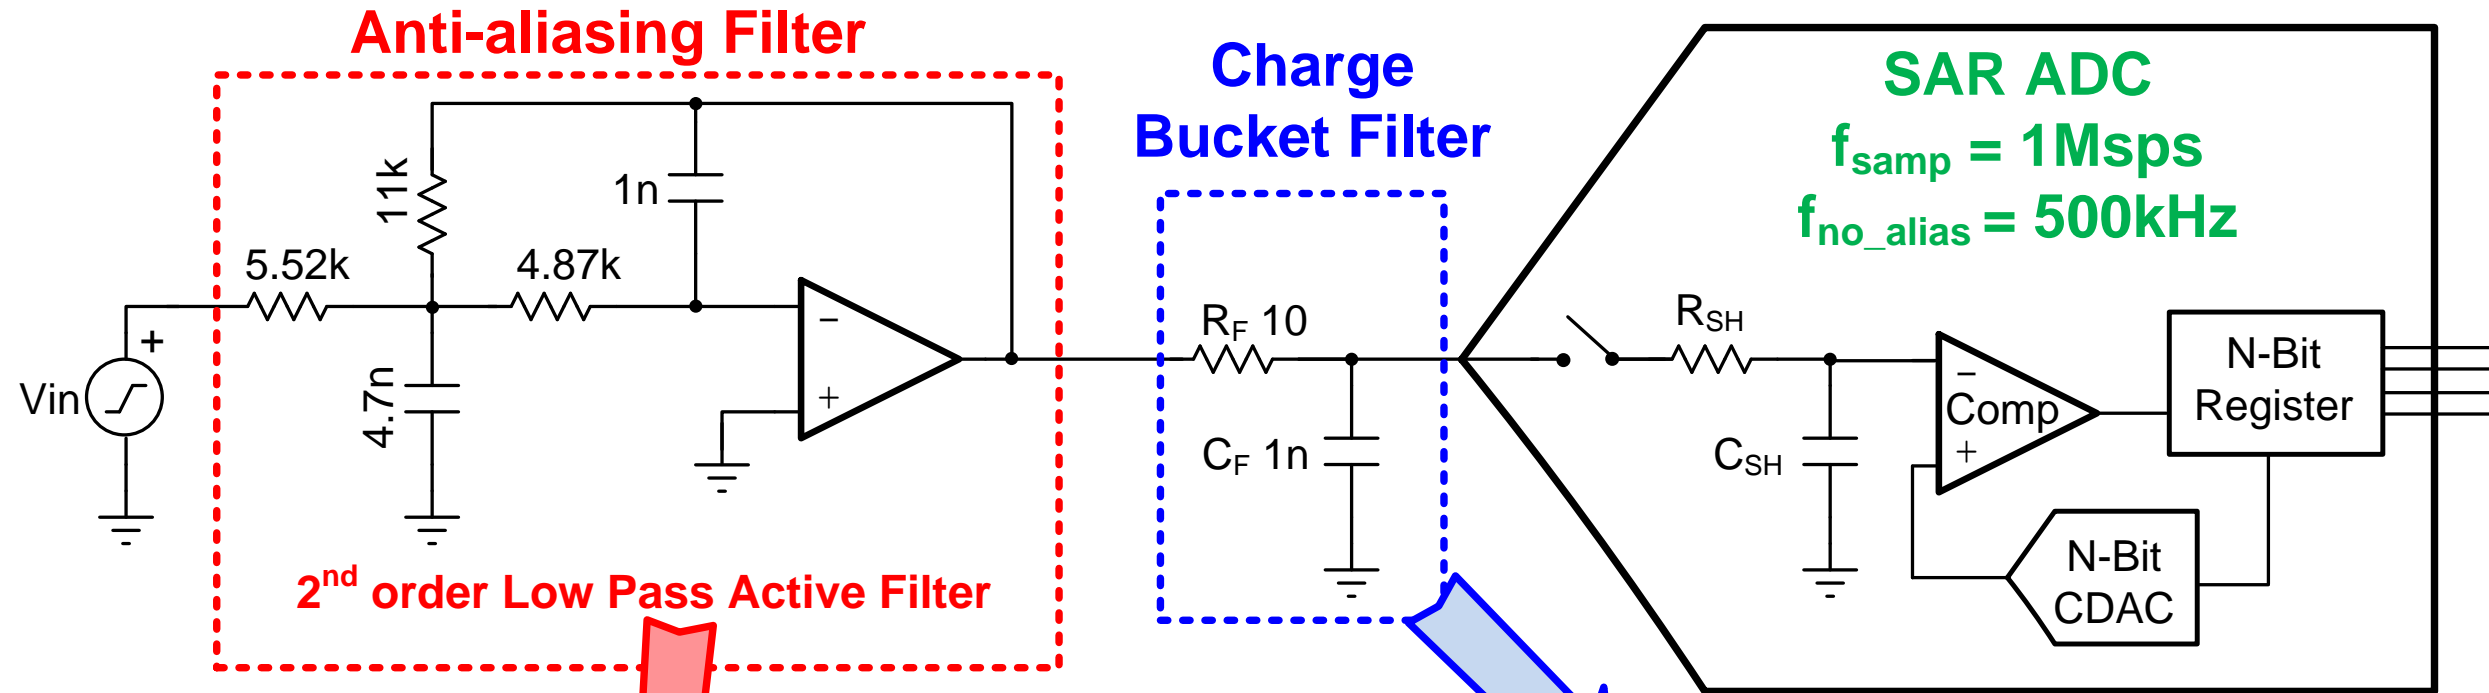 Anti-aliasing Filter
Charge
Bucket Filter
SAR ADC
fsamp = 1Msps
fno_alias = 500kHz
11k
1n
5.52k
4.87k
+
Vin
4.7n
−
+
RF 10
CF 1n
RSH
CSH
−
Comp
+
N-Bit
Register
N-Bit
CDAC
2nd order Low Pass Active Filter